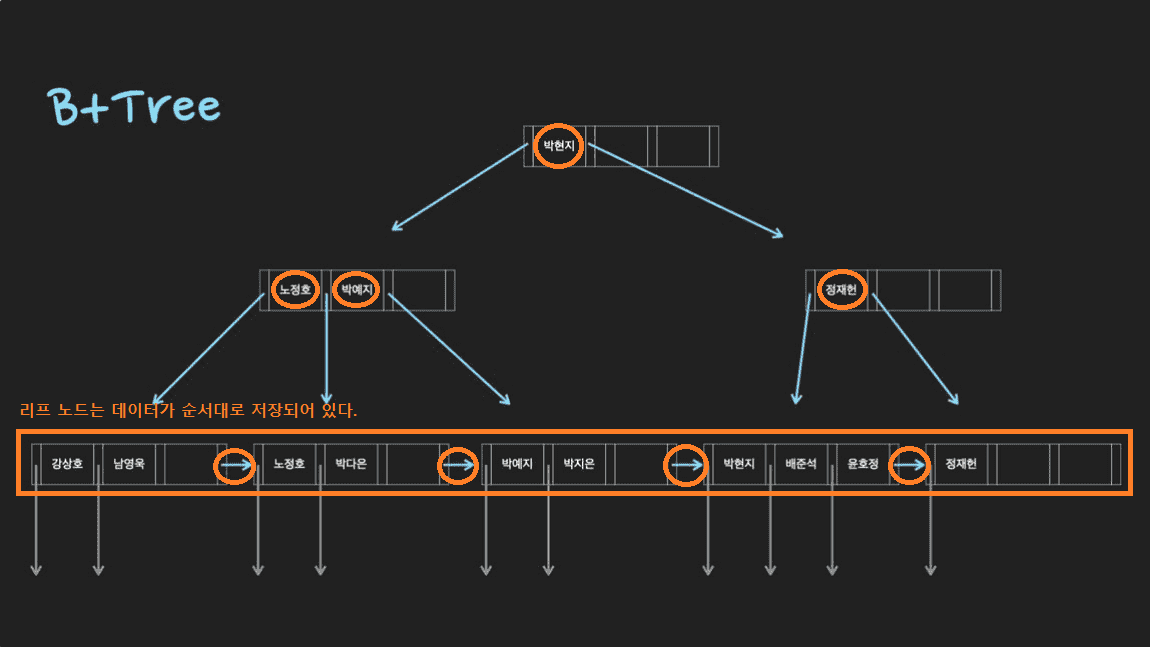 B+Tree
박현지
노정호 박예지 정재헌
리프 노드는 데이터가 순서대로 저장되어 있다.
강상호 남영욱 노정호 박다은 박예지 박지은 박현지 배준석 윤호정 정재헌